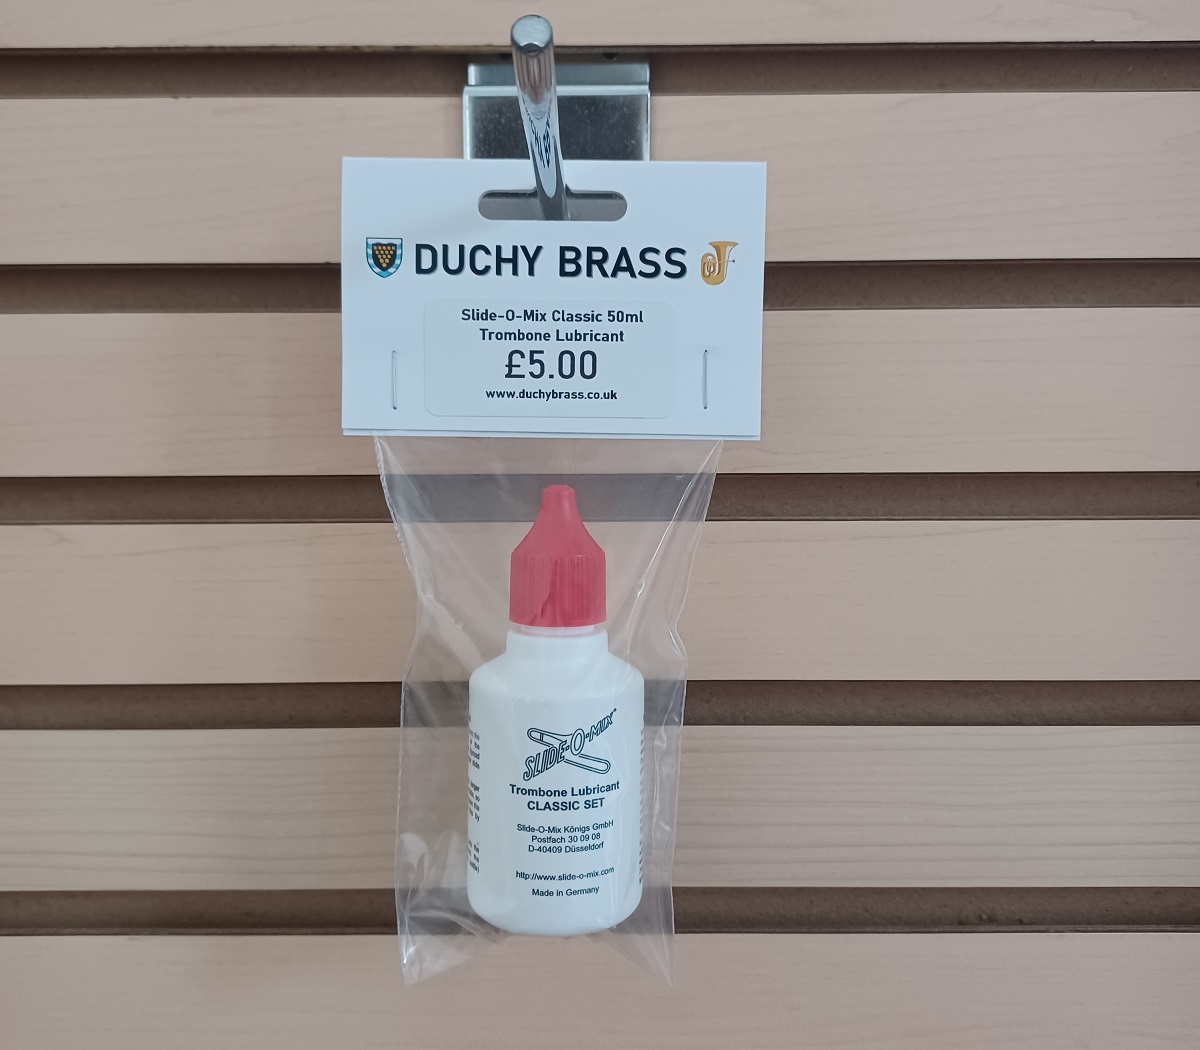 DUCHY BRASS
Slide-O-Mix Classic 50ml
Trombone Lubricant
£5.00
www.duchybrass.co.uk
SLIDE-O-MIX
Trombone Lubricant
CLASSIC SET
Slide-O-Mix Königs GmbH
Postfach 30 09 08
D-40409 Düsseldorf
http://www.slide-o-mix.com
Made in Germany